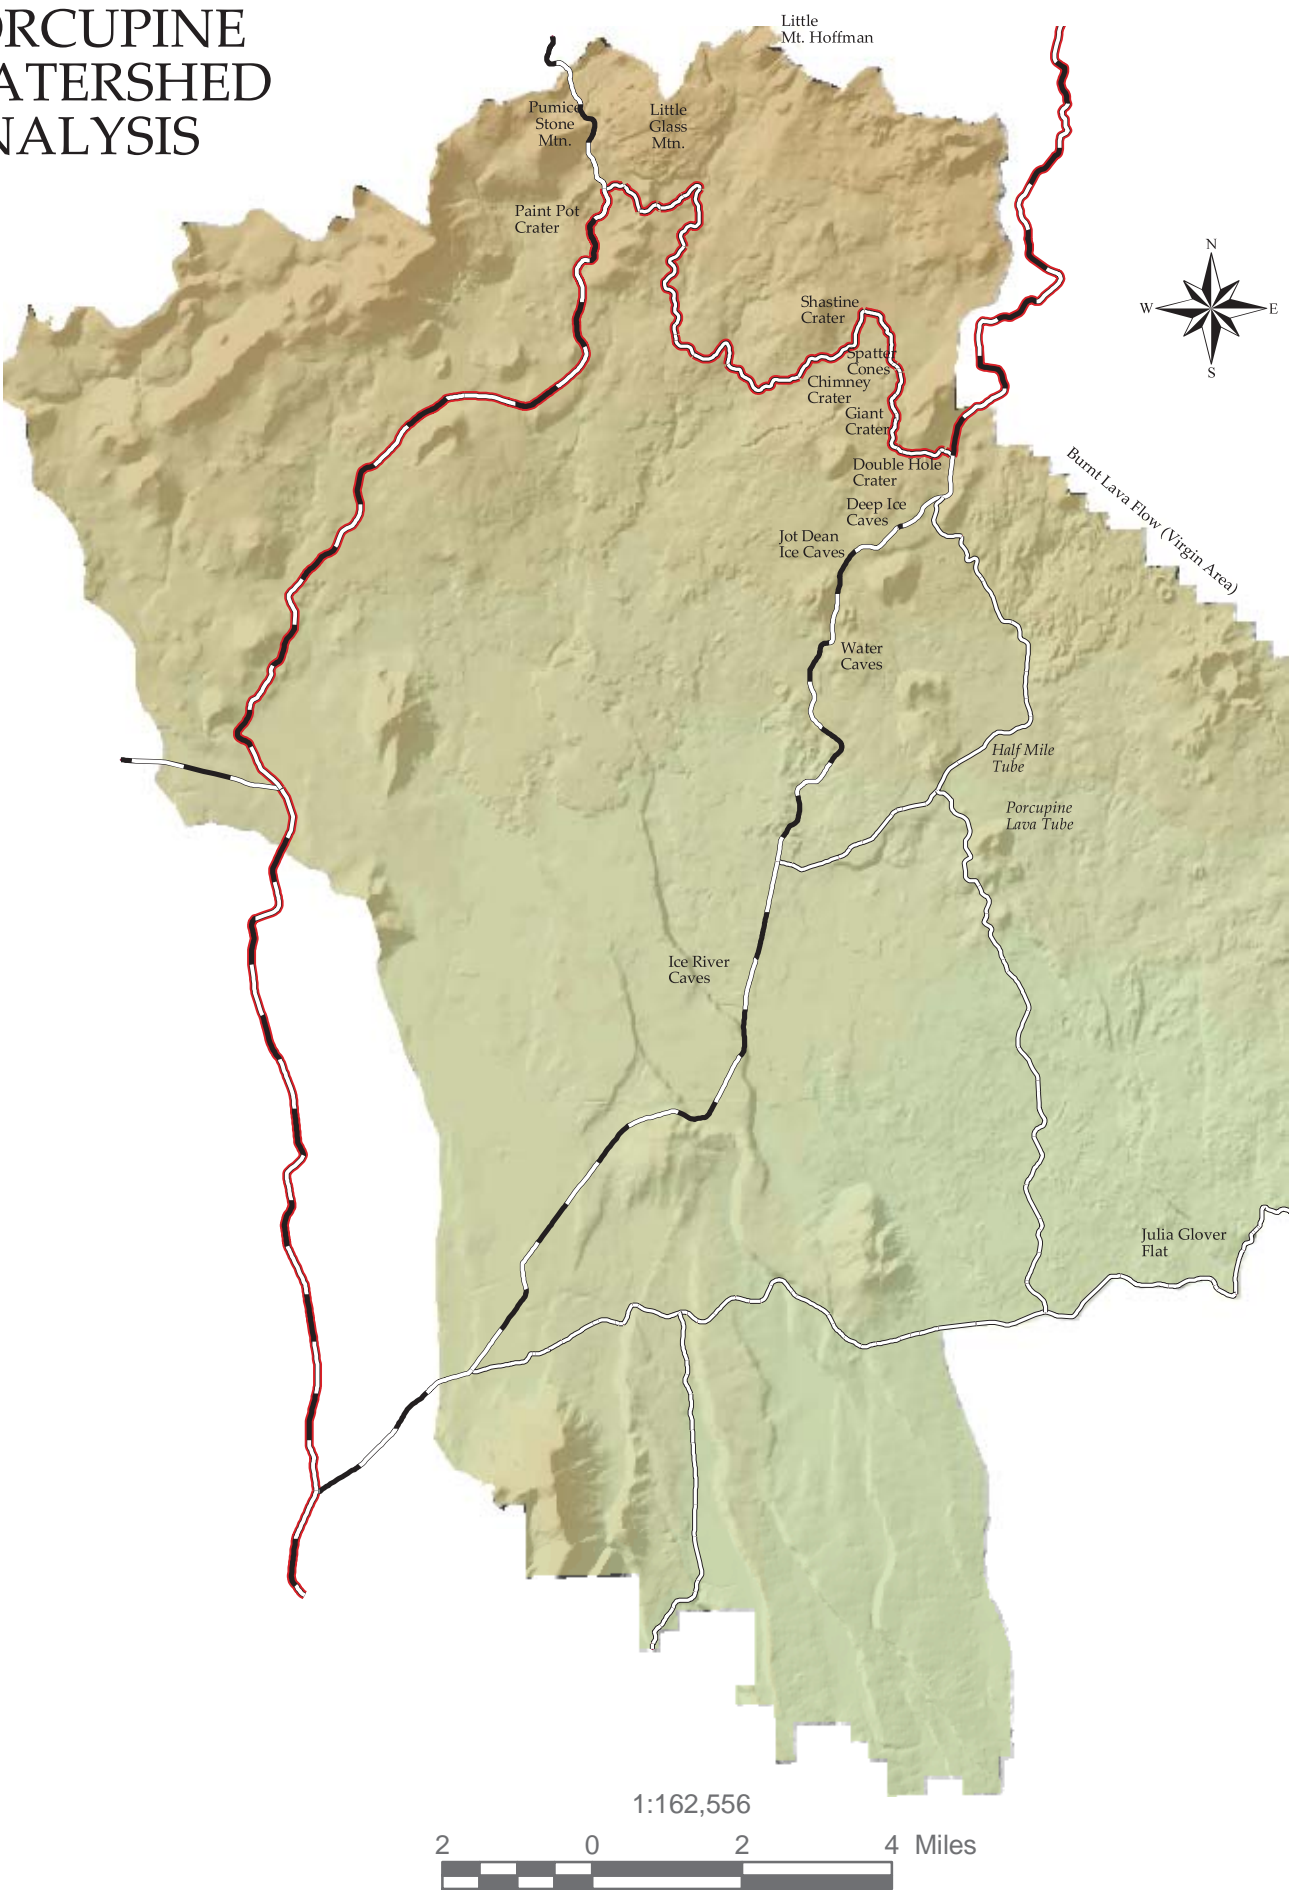 ORCUPINE
ATERSHED
NALYSIS
Little
Mt. Hoffman
Pumice
Stone
Mtn.
Little
Glass
Mtn.
Paint Pot
Crater
N
W
E
S
Shastine
Crater
Spatter
Cones
Chimney
Crater
Giant
Crater
Double Hole
Crater
Burnt Lava Flow (Virgin Area)
Deep Ice
Caves
Jot Dean
Ice Caves
Water
Caves
Half Mile
Tube
Porcupine
Lava Tube
Ice River
Caves
Julia Glover
Flat
1:162,556
2 0 2 4 Miles